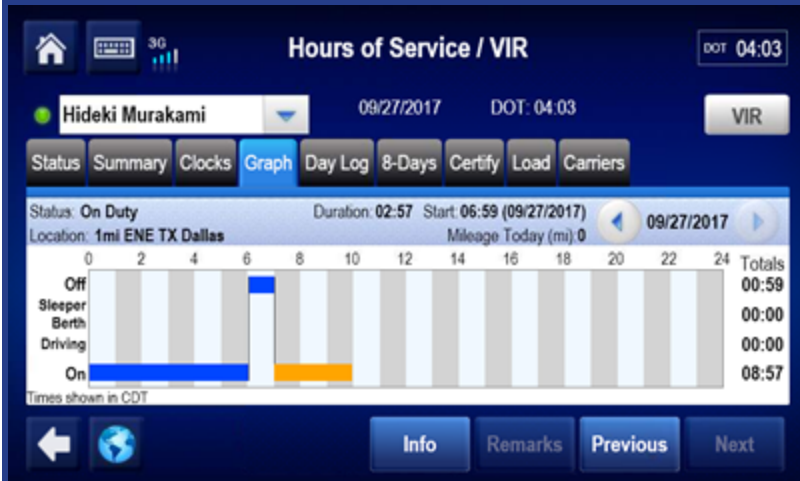 3G
Hours of Service / VIR
DOT 04:03
Hideki Murakami
09/27/2017
DOT: 04:03
VIR
Status Summary Clocks Graph Day Log 8-Days Certify Load Carriers
Status: On Duty
Duration: 02:57 Start: 06:59 (09/27/2017)
09/27/2017
Location: 1mi ENE TX Dallas
Mileage Today (mi):0
0 2 4 6 8 10 12 14 16 18 20 22 24 Totals
Off 00:59
Sleeper
Berth 00:00
Driving 00:00
On 08:57
Times shown in CDT
Info Remarks Previous Next